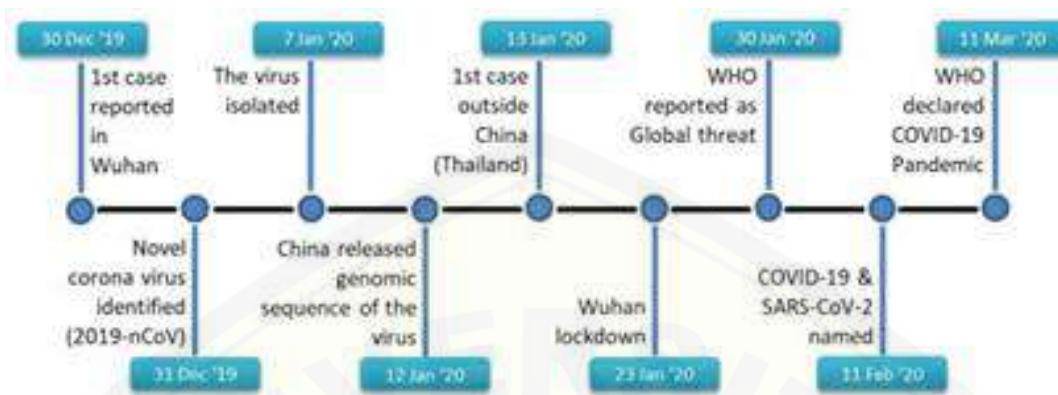 30 Dec '19
1st case
reported
in
Wuhan
Novel
corona virus
identified
(2019-nCoV)
31 Dec '19
7 Jan '20
The virus
isolated
China released
genomic
sequence of the
virus
12 Jan '20
13 Jan '20
1st case
outside
China
(Thailand)
Wuhan
lockdown
23 Jan '20
30 Jan '20
WHO
reported as
Global threat
COVID-19 &
SARS-CoV-2
named
11 Feb '20
11 Mar '20
WHO
declared
COVID-19
Pandemic